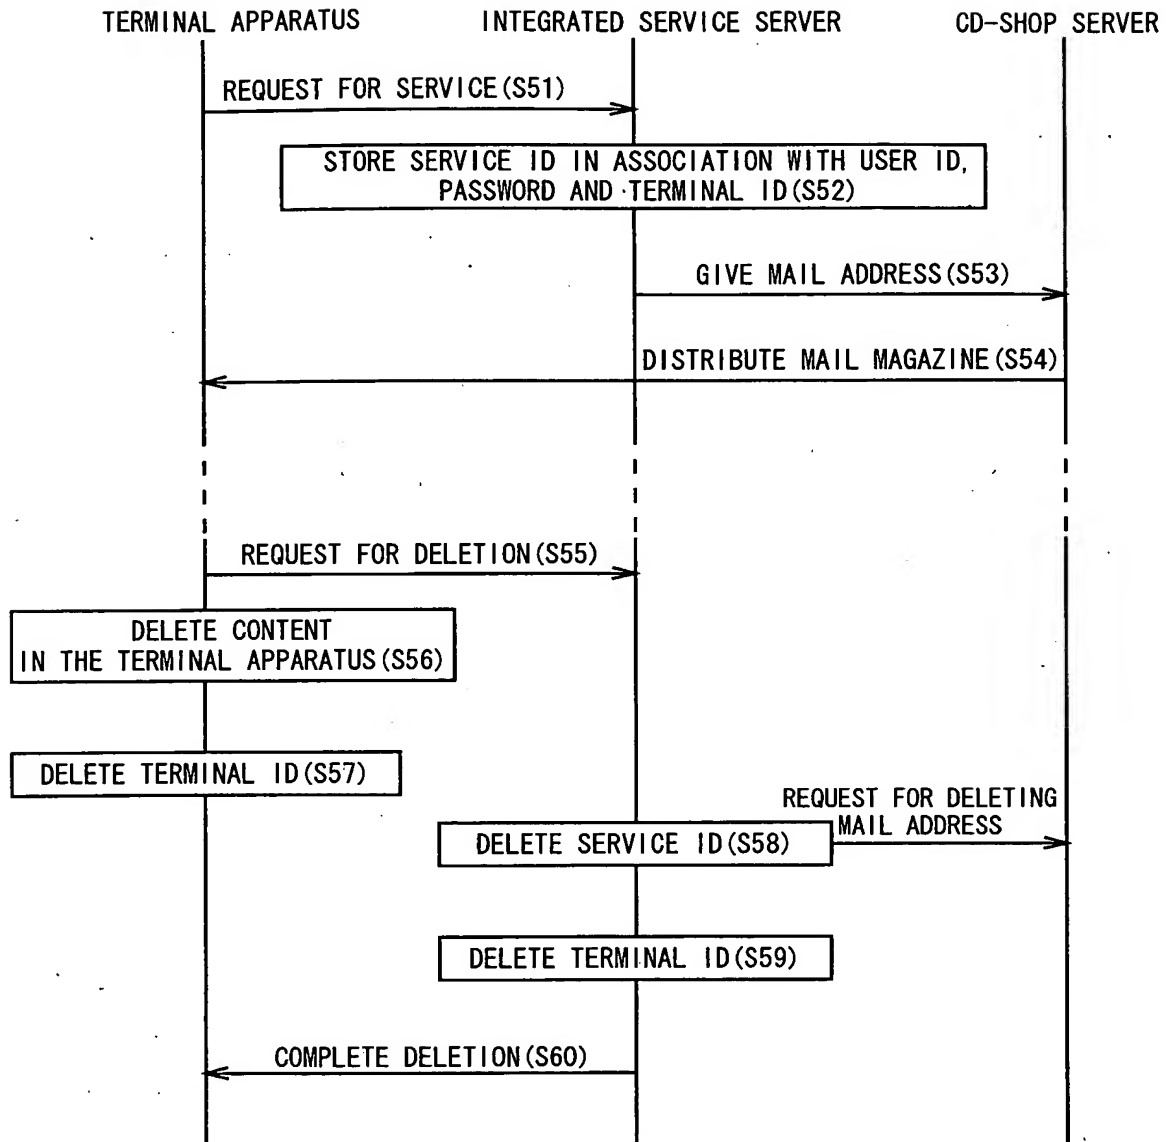 TERMINAL APPARATUS
INTEGRATED SERVICE SERVER
CD-SHOP SERVER
REQUEST FOR SERVICE(S51)
STORE SERVICE ID IN ASSOCIATION WITH USER ID,
PASSWORD AND TERMINAL ID(S52)
GIVE MAIL ADDRESS(S53)
DISTRIBUTE MAIL MAGAZINE(S54)
REQUEST FOR DELETION(S55)
DELETE CONTENT
IN THE TERMINAL APPARATUS(S56)
DELETE TERMINAL ID(S57)
REQUEST FOR DELETING
MAIL ADDRESS
DELETE SERVICE ID(S58)
DELETE TERMINAL ID(S59)
COMPLETE DELETION(S60)